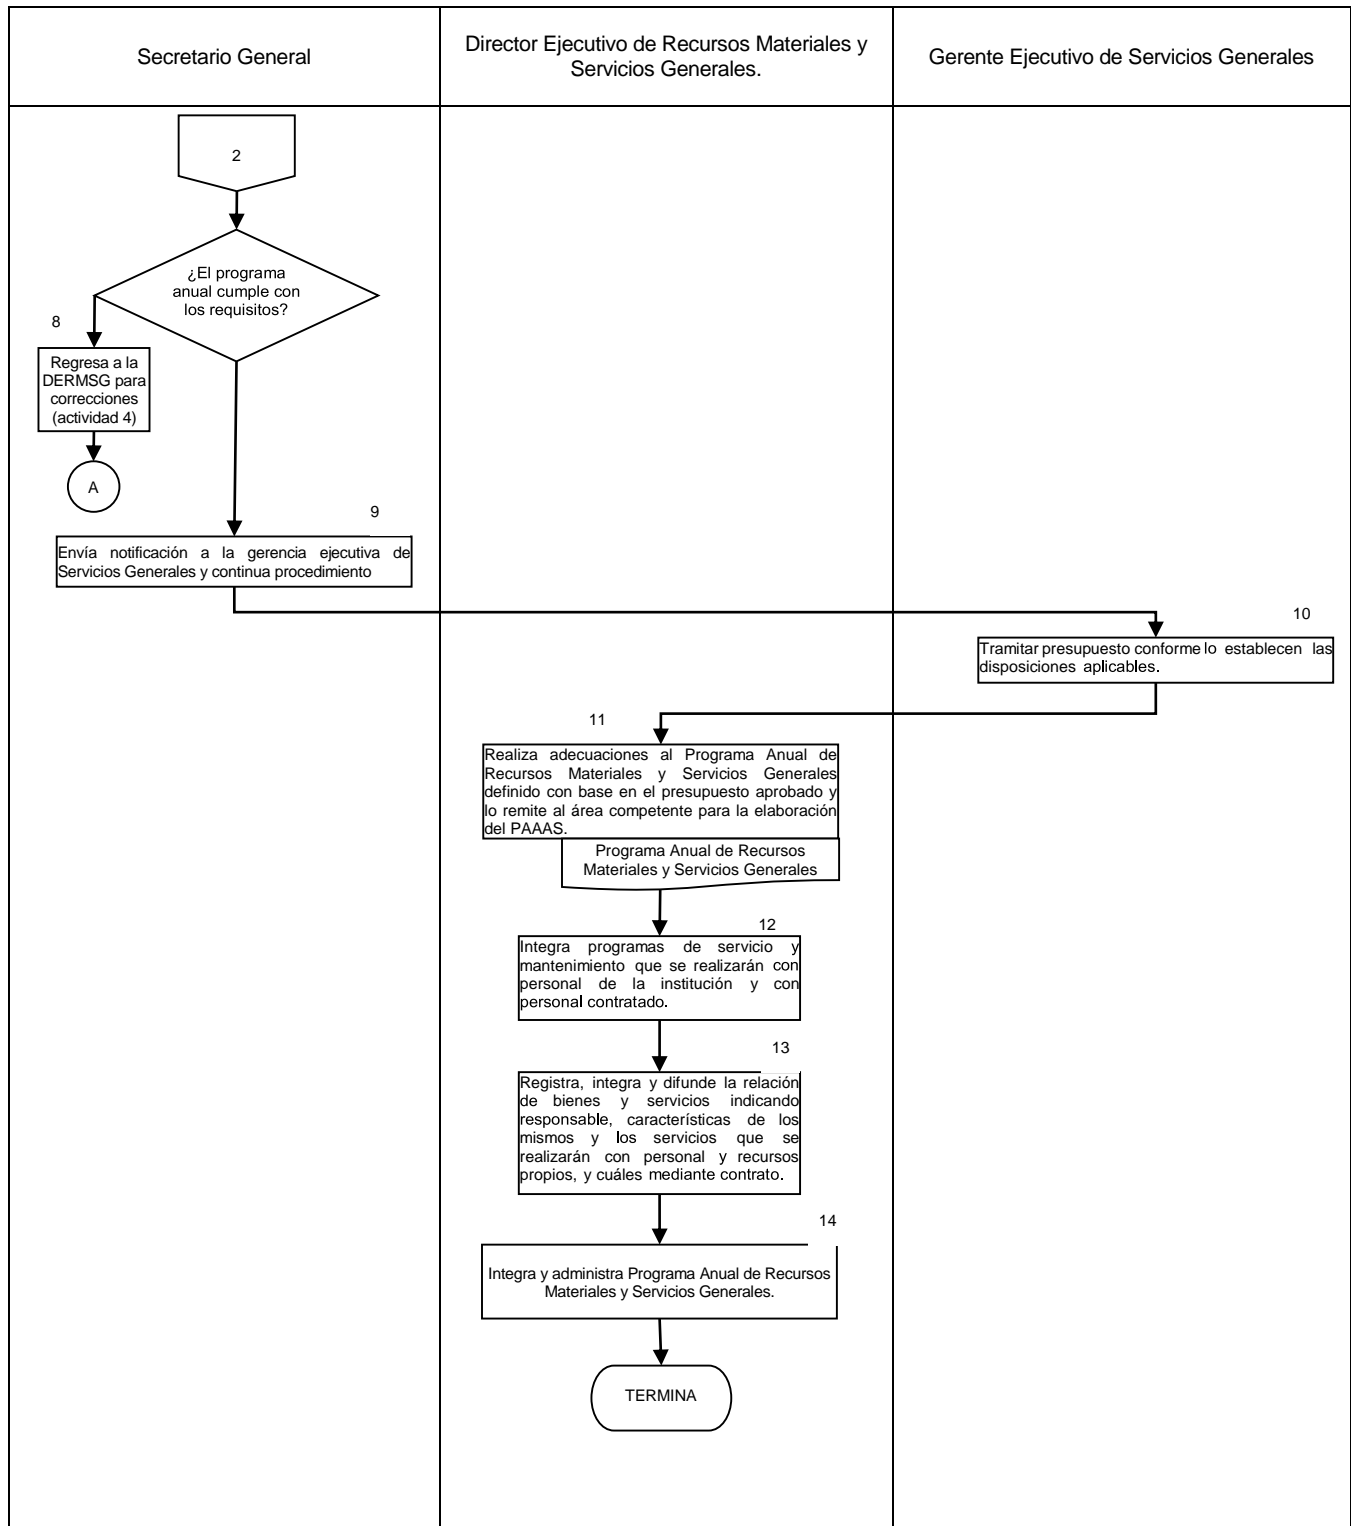 Secretario General
Director Ejecutivo de Recursos Materiales y
Servicios Generales.
Gerente Ejecutivo de Servicios Generales
2
¿El programa
anual cumple con
los requisitos?
8
Regresa a la
DERMSG para
correcciones
(actividad 4)
A
9
Envía notificación a la gerencia ejecutiva de
Servicios Generales y continua procedimiento
10
Tramitar presupuesto conforme lo establecen las
disposiciones aplicables.
11
Realiza adecuaciones al Programa Anual de
Recursos Materiales y Servicios Generales
definido con base en el presupuesto aprobado y
lo remite al área competente para la elaboración
del PAAAS.
Programa Anual de Recursos
Materiales y Servicios Generales
12
Integra programas de servicio y
mantenimiento que se realizarán con
personal de la institución y con
personal contratado.
13
Registra, integra y difunde la relación
de bienes y servicios indicando
responsable, características de los
mismos y los servicios que se
realizarán con personal y recursos
propios, y cuáles mediante contrato.
14
Integra y administra Programa Anual de Recursos
Materiales y Servicios Generales.
TERMINA